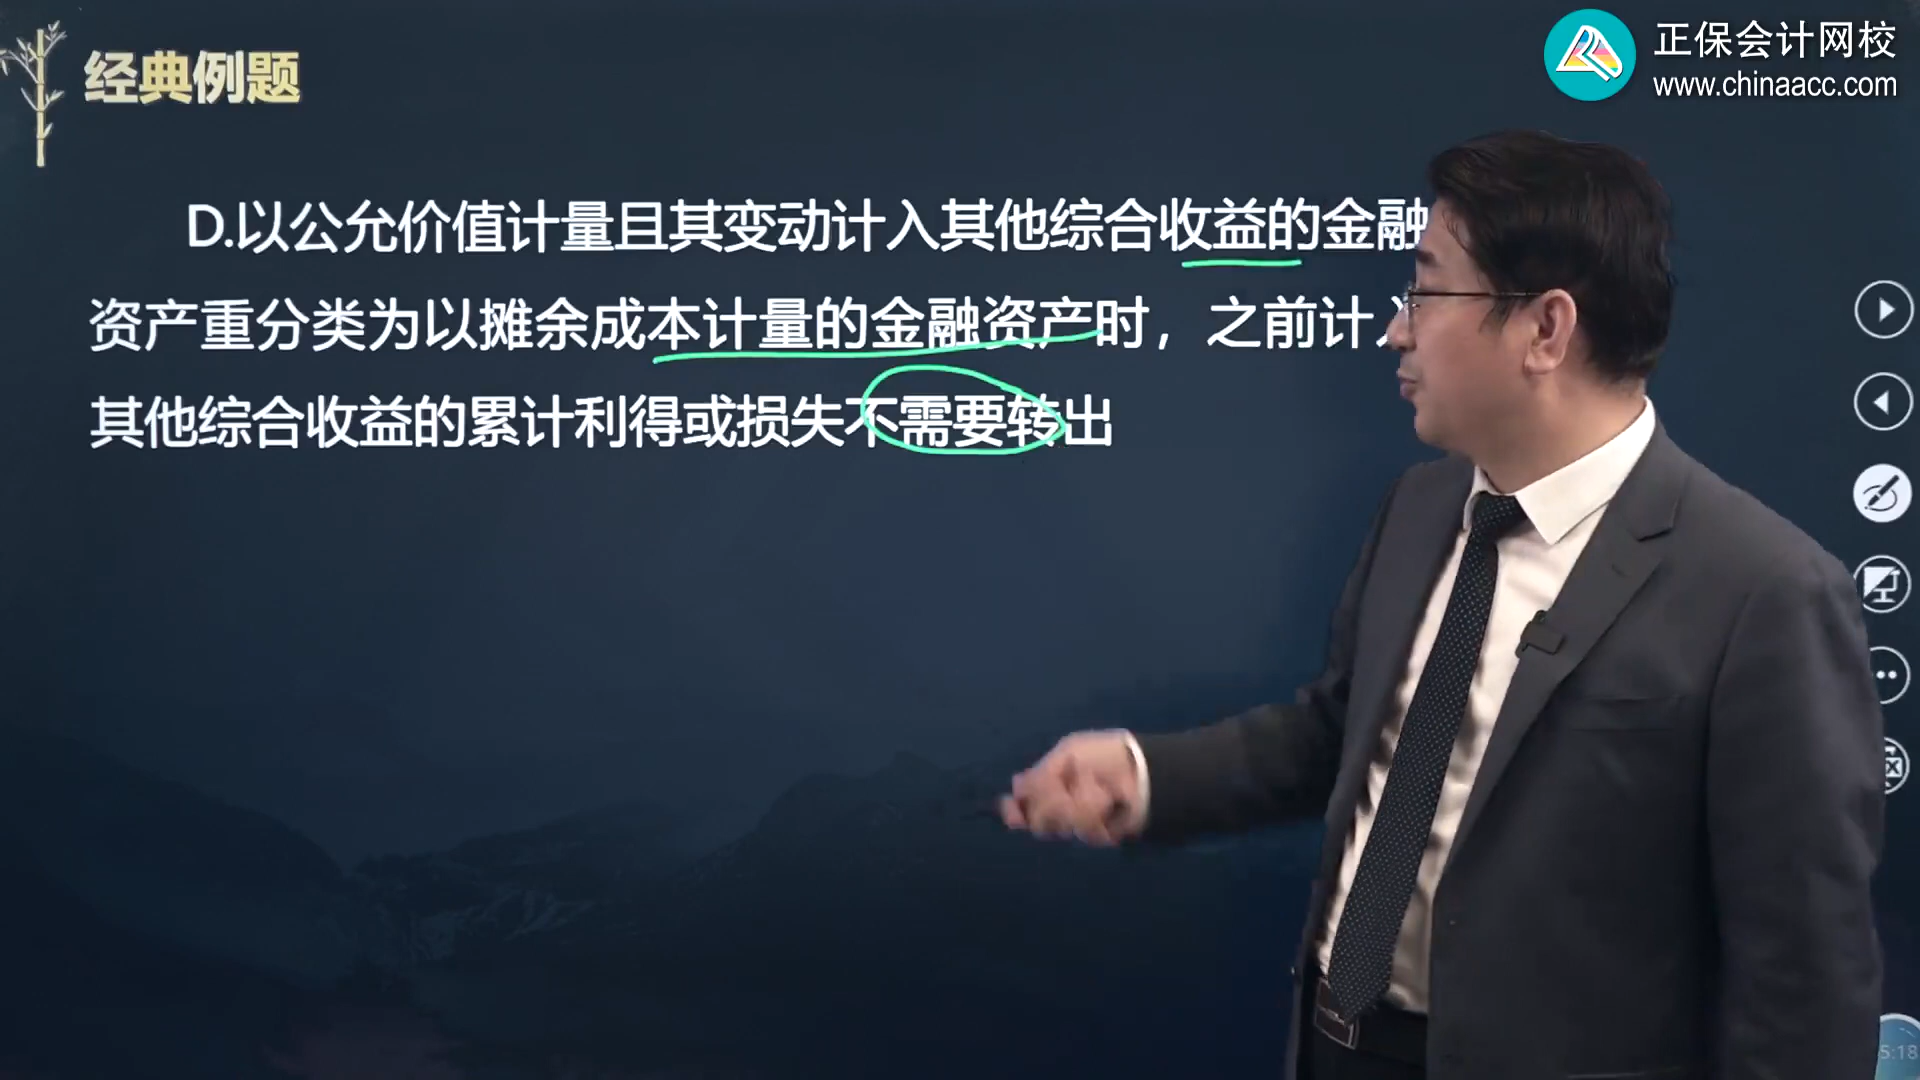 经典例题
正保会计网校
www.chinaacc.com
D.以公允价值计量且其变动计入其他综合收益的金融
资产重分类为以摊余成本计量的金融资产时，之前计入
其他综合收益的累计利得或损失不需要转出
5:18